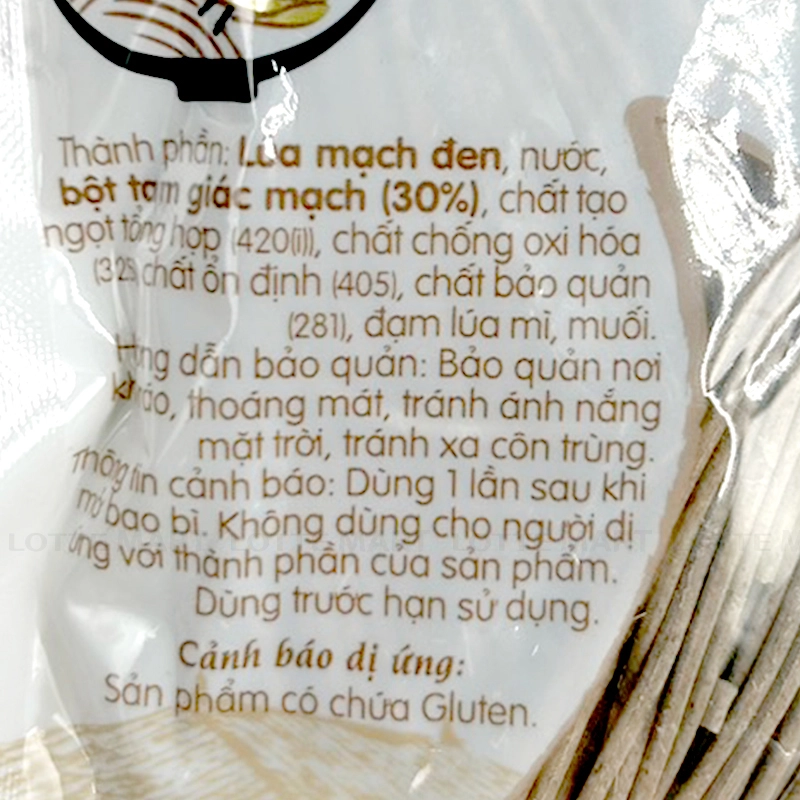 Thành phần: Lúa mạch đen, nước,
bột tam giác mạch (30%), chất tạo
ngọt tổng hợp (420(i)), chất chống oxi hóa
(325), chất ổn định (405), chất bảo quản
(281), đạm lúa mì, muối.
dẫn bảo quản: Bảo quản nơi
thoáng mát, tránh ánh nắng
mặt trời, tránh xa côn trùng.
Thông tin cảnh báo: Dùng 1 lần sau khi
mở bao bì. Không dùng cho người dị
ứng với thành phần của sản phẩm.
Dùng trước hạn sử dụng.
Cảnh báo dị ứng:
Sản phẩm có chứa Gluten.